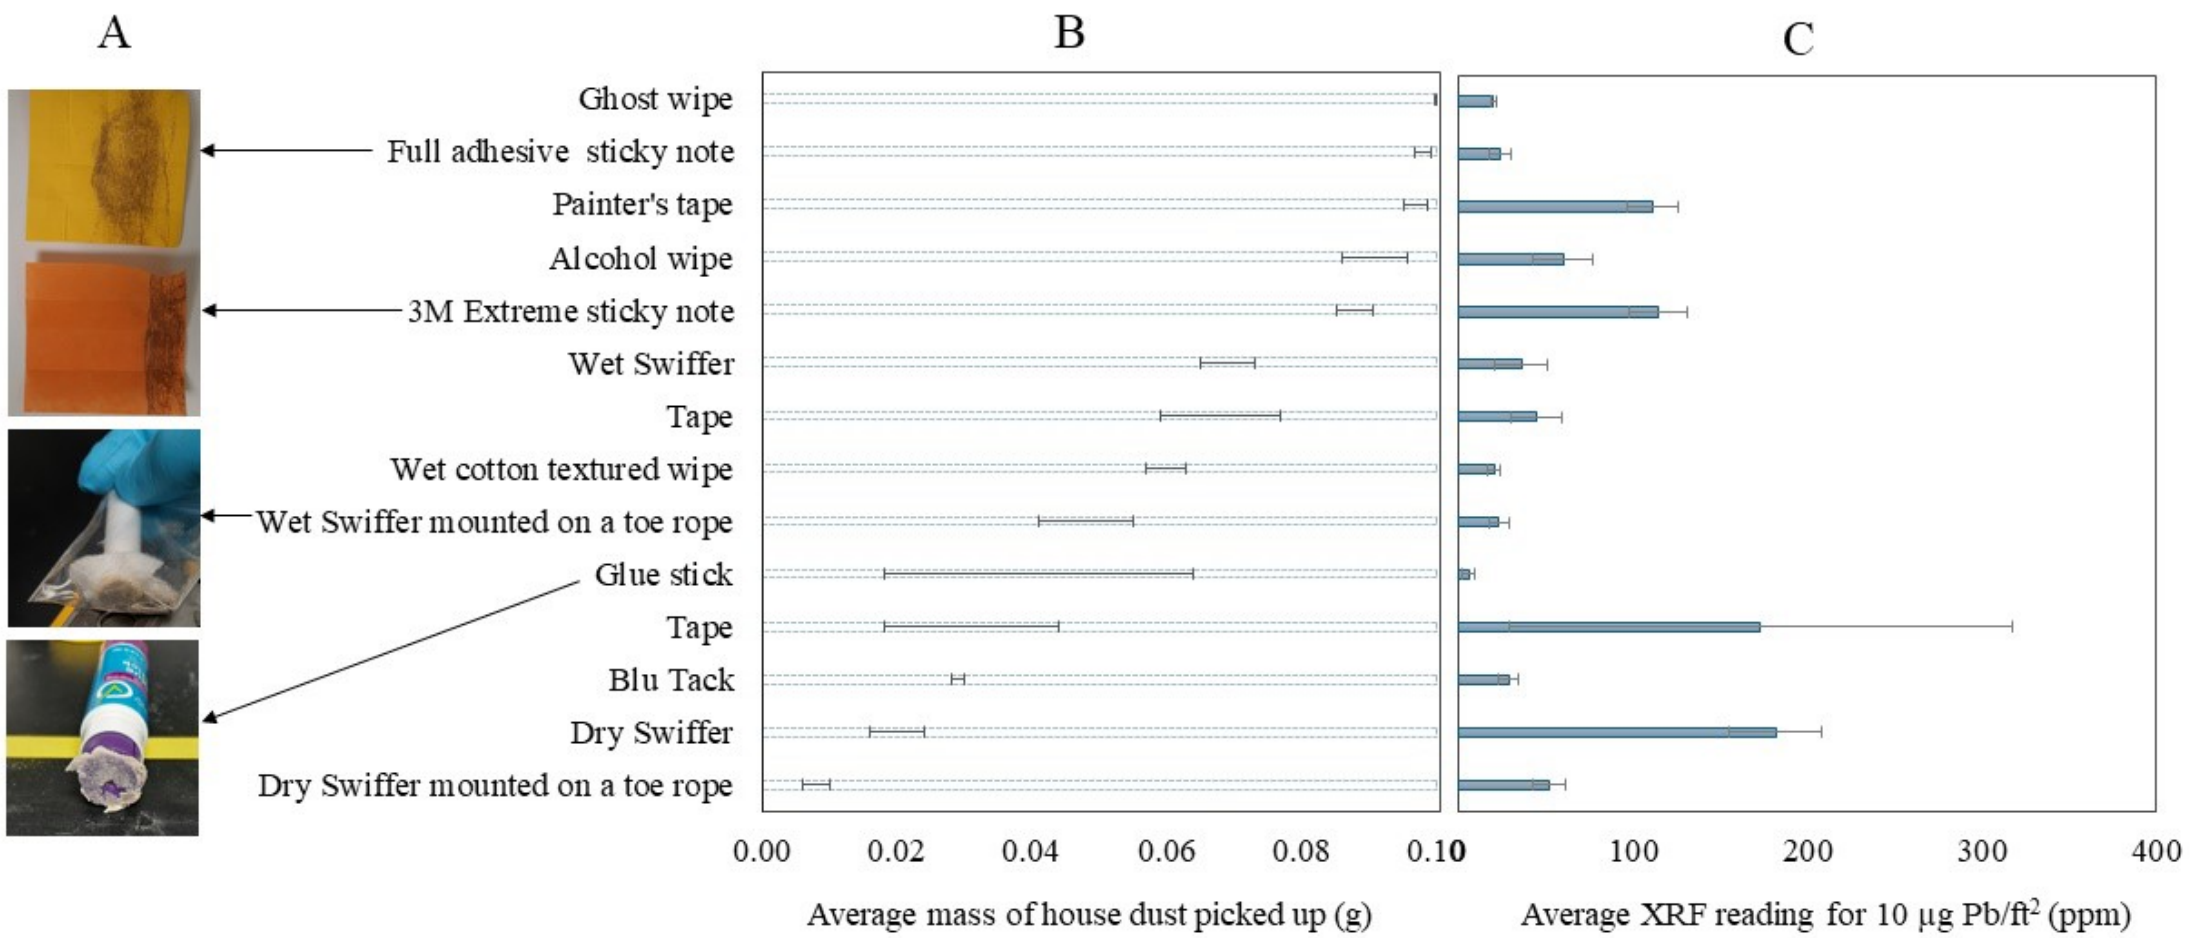 A
B
C
Ghost wipe
Full adhesive sticky note
Painter's tape
Alcohol wipe
3M Extreme sticky note
Wet Swiffer
Tape
Wet cotton textured wipe
Wet Swiffer mounted on a toe rope
Glue stick
Tape
Blu Tack
Dry Swiffer
Dry Swiffer mounted on a toe rope
0.00 0.02 0.04 0.06 0.08 0.10
0 100 200 300 400
Average mass of house dust picked up (g)
Average XRF reading for 10 µg Pb/ft² (ppm)